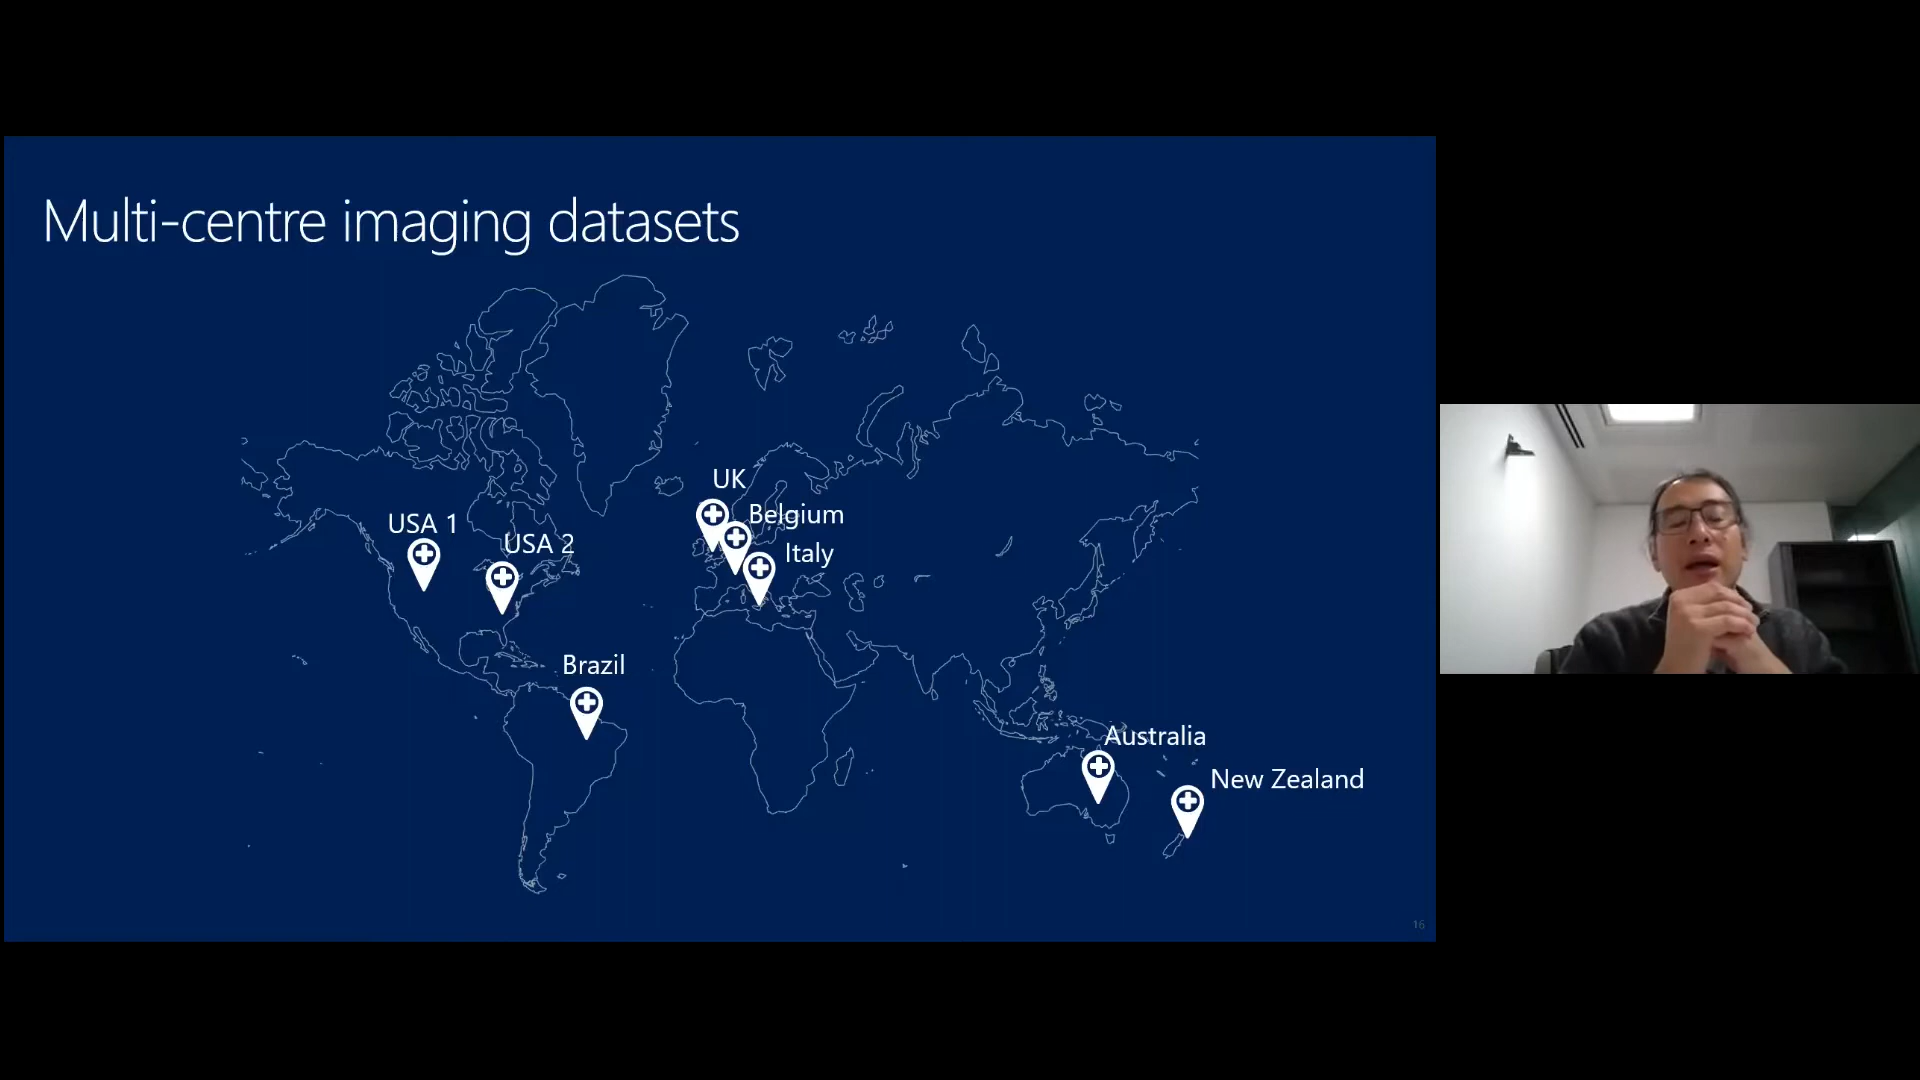 Multi-centre imaging datasets
UK
USA 1
Belgium
USA 2
Italy
Brazil
Australia
New Zealand
16